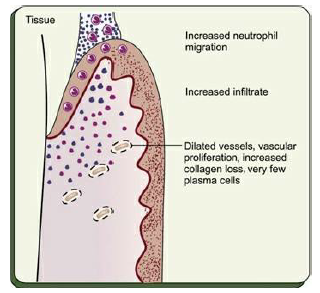 Tissue
Increased neutrophil
migration
Increased infiltrate
Dilated vessels, vascular
proliferation, increased
collagen loss. very few
plasma cells